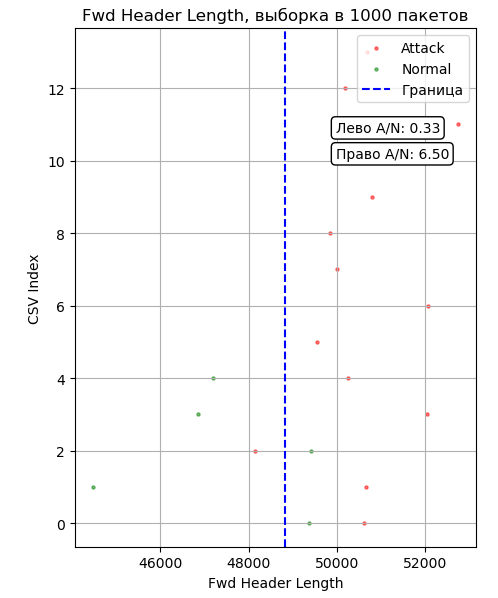 Fwd Header Length, выборка в 1000 пакетов
Attack
Normal
Граница
Лево A/N: 0.33
Право A/N: 6.50
12
10
8
6
4
2
0
CSV Index
46000
48000
50000
52000
Fwd Header Length